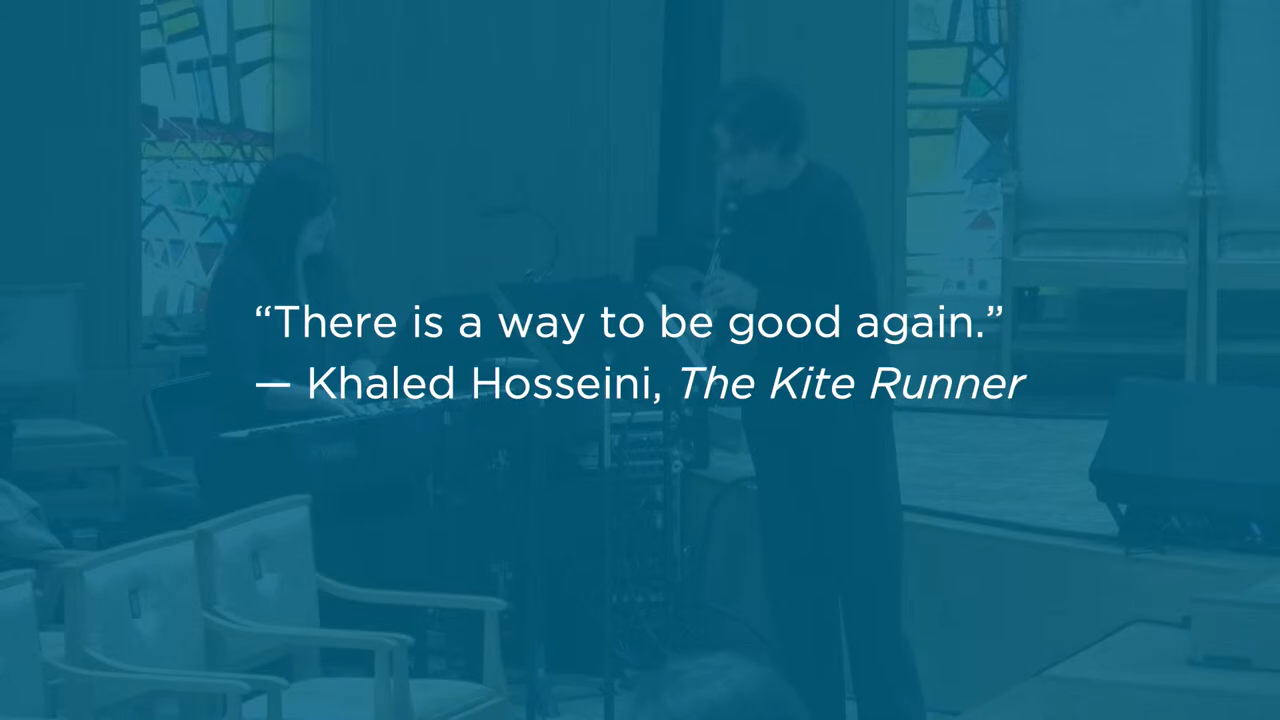 “There is a way to be good again.”
— Khaled Hosseini, The Kite Runner